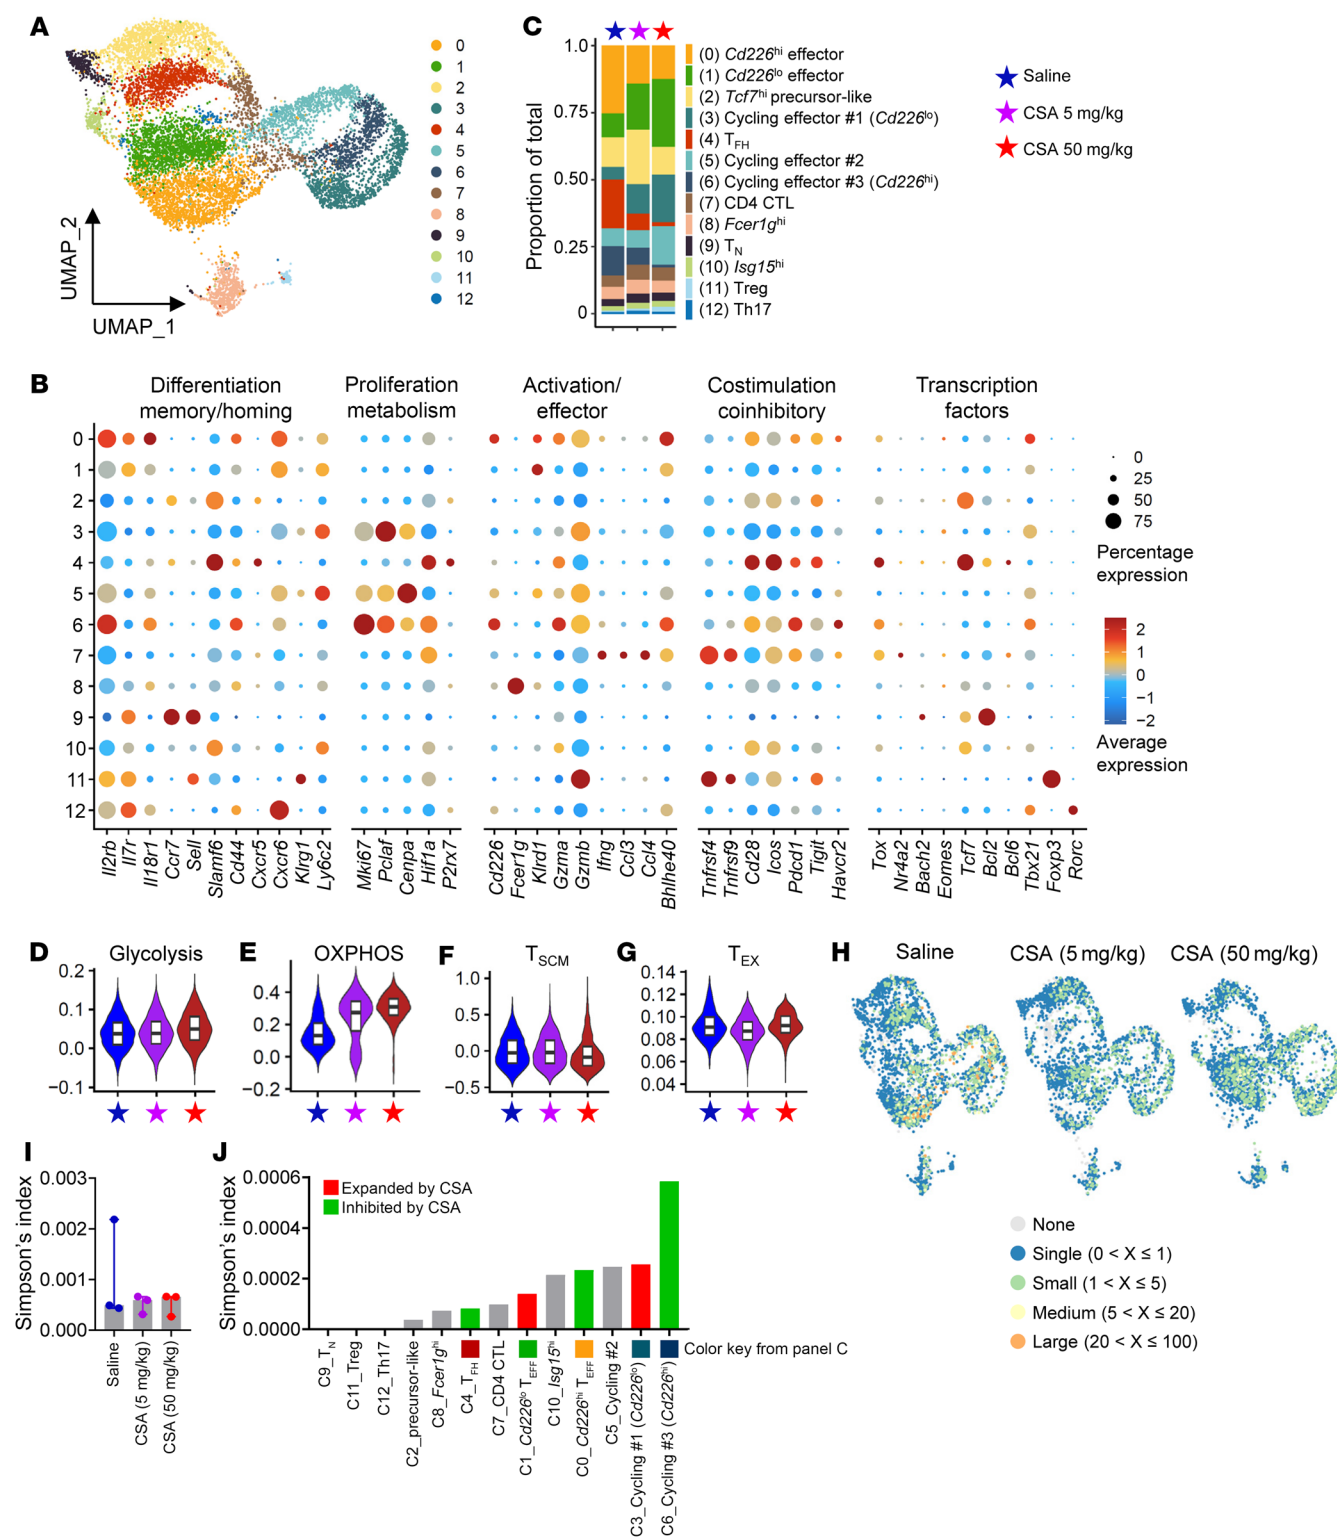 A
0
1
2
3
4
5
6
7
8
9
10
11
12
UMAP_2
UMAP_1
C
Proportion of total
1.0
0.75
0.50
0.25
0
(0) Cd226hi effector
(1) Cd226lo effector
(2) Tcf7hi precursor-like
(3) Cycling effector #1 (Cd226lo)
(4) TFH
(5) Cycling effector #2
(6) Cycling effector #3 (Cd226hi)
(7) CD4 CTL
(8) Fcer1ghi
(9) TN
(10) Isg15hi
(11) Treg
(12) Th17
Saline
CSA 5 mg/kg
CSA 50 mg/kg
B
Differentiation
memory/homing
Proliferation
metabolism
Activation/
effector
Costimulation
coinhibitory
Transcription
factors
0
1
2
3
4
5
6
7
8
9
10
11
12
Il2rb
Il7r
Il18r1
Ccr7
Sell
Slamf6
Cd44
Cxcr5
Cxcr6
Klrg1
Ly6c2
Mki67
Pclaf
Cenpa
Hif1a
P2rx7
Cd226
Fcer1g
Klrd1
Gzma
Gzmb
Ifng
Ccl3
Ccl4
Bhlhe40
Tnfrsf4
Tnfrsf9
Cd28
Icos
Pdcd1
Tigit
Havcr2
Tox
Nr4a2
Bach2
Eomes
Tcf7
Bcl2
Bcl6
Tbx21
Foxp3
Rorc
0
25
50
75
Percentage
expression
2
1
0
−1
−2
Average
expression
D
Glycolysis
0.2
0.1
0.0
−0.1
E
OXPHOS
0.4
0.2
0.0
−0.2
F
TSCM
1.0
0.5
0.0
−0.5
G
TEX
0.14
0.12
0.10
0.08
0.06
0.04
H
Saline
CSA (5 mg/kg)
CSA (50 mg/kg)
None
Single (0 < X ≤ 1)
Small (1 < X ≤ 5)
Medium (5 < X ≤ 20)
Large (20 < X ≤ 100)
I
Simpson's index
0.003
0.002
0.001
0.000
Saline
CSA (5 mg/kg)
CSA (50 mg/kg)
J
Simpson's index
0.0006
0.0004
0.0002
0.0000
Expanded by CSA
Inhibited by CSA
C9_TN
C11_Treg
C12_Th17
C2_precursor-like
C8_Fcer1ghi
C4_TFH
C7_CD4 CTL
C1_Cd226lo TEFF
C10_Isg15hi
C0_Cd226hi TEFF
C5_Cycling #2
C3_Cycling #1 (Cd226lo)
C6_Cycling #3 (Cd226hi)
Color key from panel C